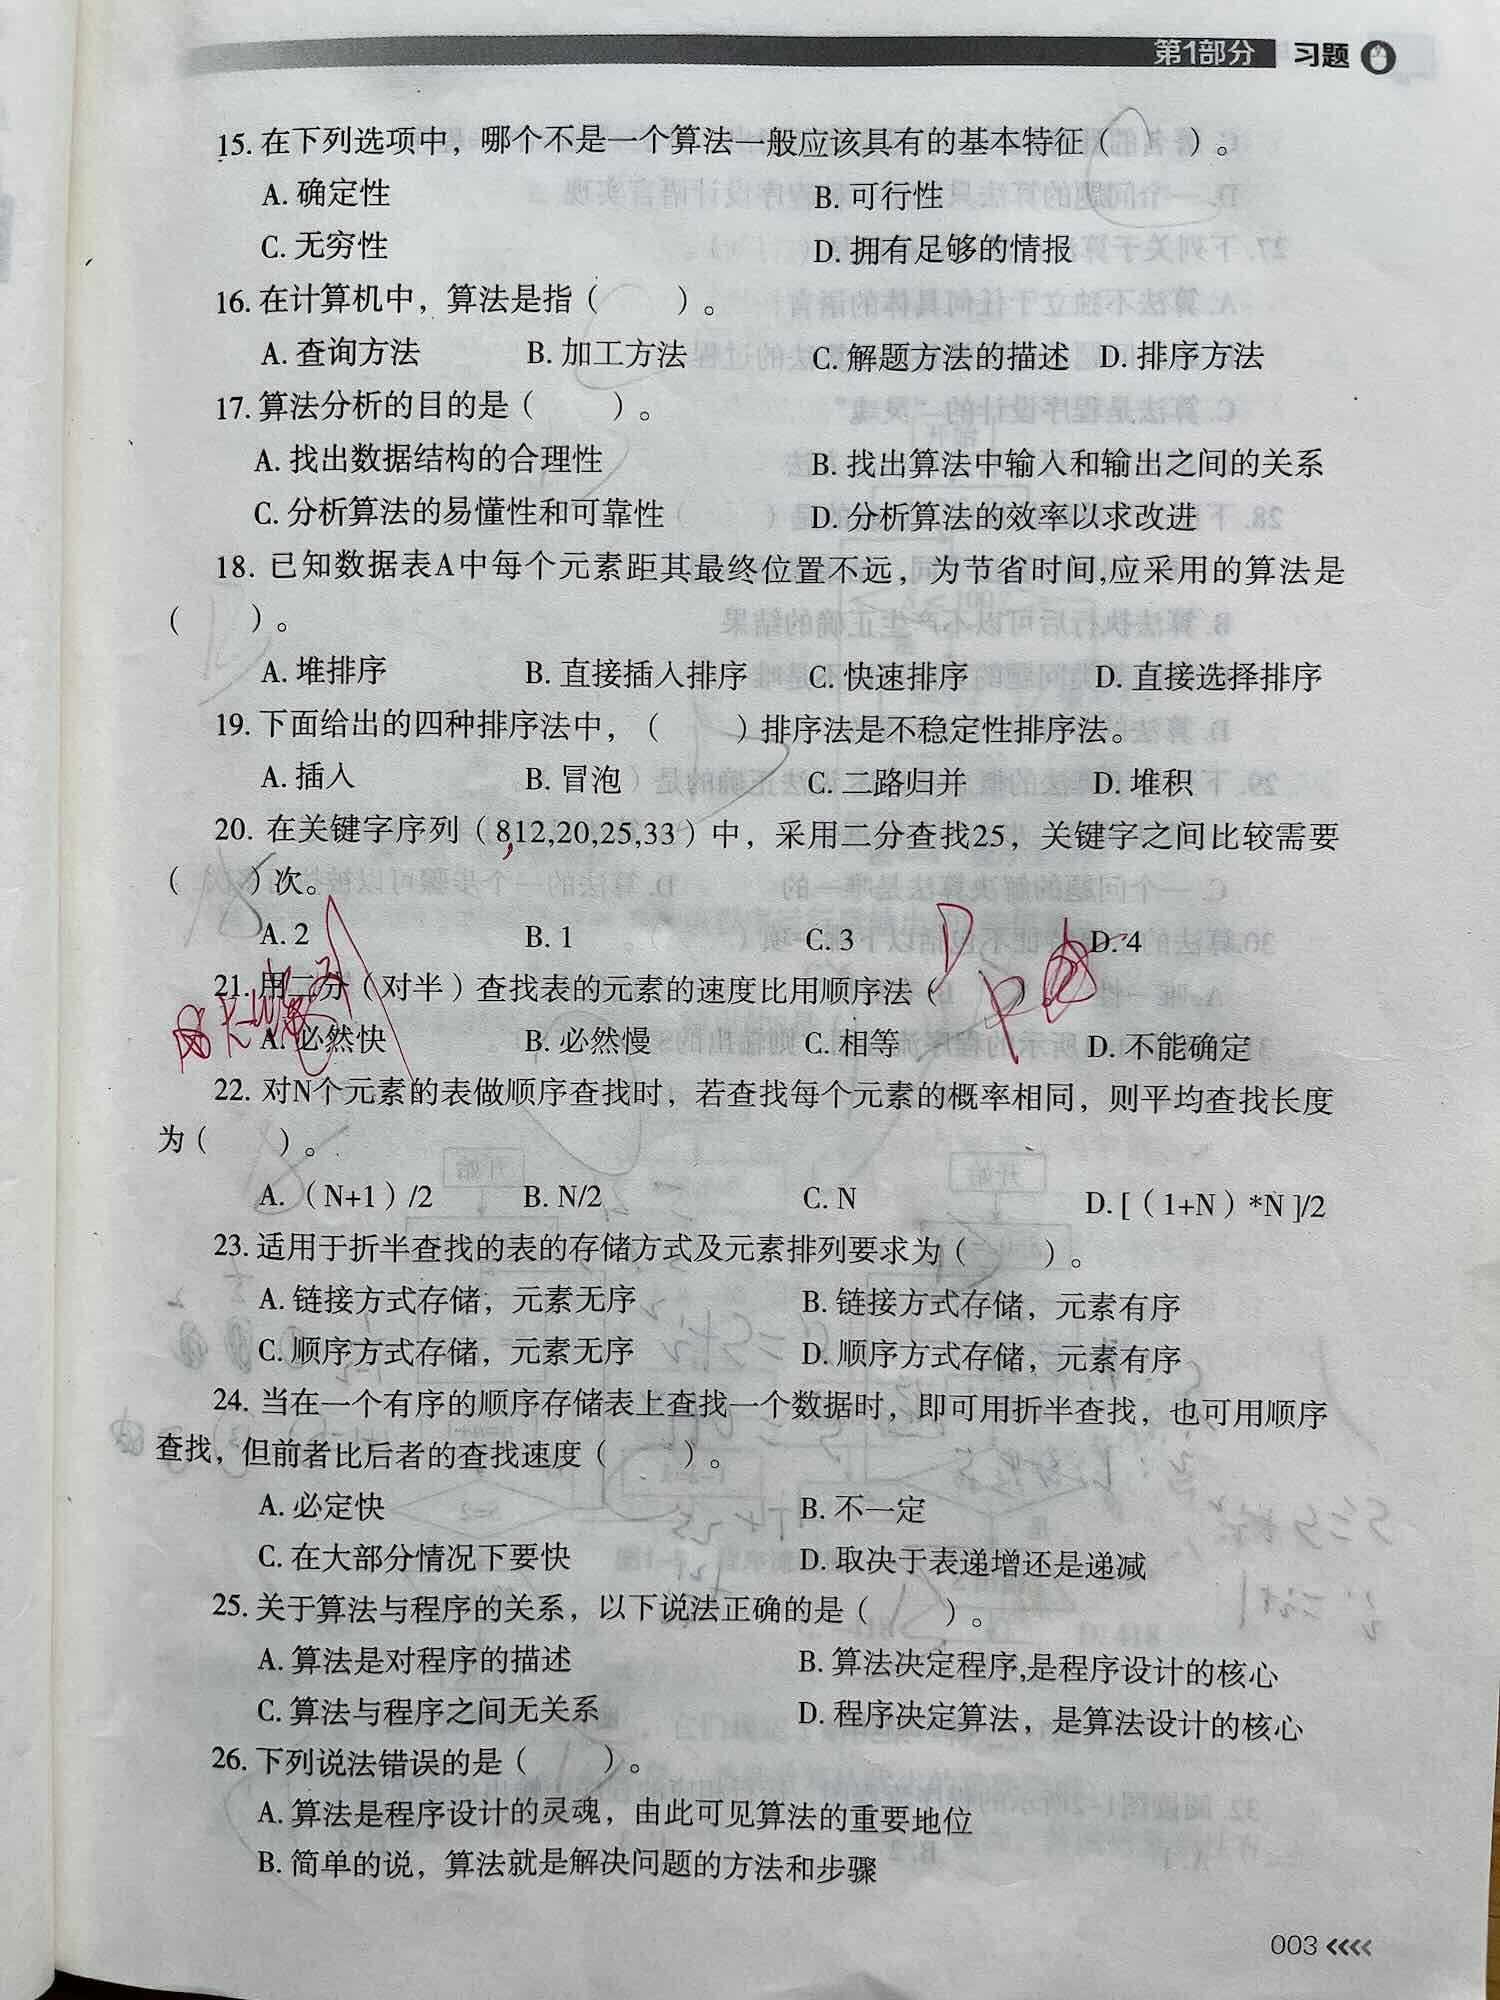 第1部分 习题
15. 在下列选项中，哪个不是一个算法一般应该具有的基本特征（ ）。
A. 确定性 B. 可行性
C. 无穷性 D. 拥有足够的情报
16. 在计算机中，算法是指（ ）。
A. 查询方法 B. 加工方法 C. 解题方法的描述 D. 排序方法
17. 算法分析的目的是（ ）。
A. 找出数据结构的合理性 B. 找出算法中输入和输出之间的关系
C. 分析算法的易懂性和可靠性 D. 分析算法的效率以求改进
18. 已知数据表A中每个元素距其最终位置不远，为节省时间,应采用的算法是
（ ）。
A. 堆排序 B. 直接插入排序 C. 快速排序 D. 直接选择排序
19. 下面给出的四种排序法中，（ ）排序法是不稳定性排序法。
A. 插入 B. 冒泡 C. 二路归并 D. 堆积
20. 在关键字序列（812,20,25,33）中，采用二分查找25，关键字之间比较需要
（ ）次。
A. 2 B. 1 C. 3 D. 4
21. 用二分（对半）查找表的元素的速度比用顺序法（ D ）
A. 必然快 B. 必然慢 C. 相等 D. 不能确定
22. 对N个元素的表做顺序查找时，若查找每个元素的概率相同，则平均查找长度
为（ ）。
A.（N+1）/2 B. N/2 C. N D. [（1+N）*N ]/2
23. 适用于折半查找的表的存储方式及元素排列要求为（ ）。
A. 链接方式存储，元素无序 B. 链接方式存储，元素有序
C. 顺序方式存储，元素无序 D. 顺序方式存储，元素有序
24. 当在一个有序的顺序存储表上查找一个数据时，即可用折半查找，也可用顺序
查找，但前者比后者的查找速度（ ）。
A. 必定快 B. 不一定
C. 在大部分情况下要快 D. 取决于表递增还是递减
25. 关于算法与程序的关系，以下说法正确的是（ ）。
A. 算法是对程序的描述 B. 算法决定程序,是程序设计的核心
C. 算法与程序之间无关系 D. 程序决定算法，是算法设计的核心
26. 下列说法错误的是（ ）。
A. 算法是程序设计的灵魂，由此可见算法的重要地位
B. 简单的说，算法就是解决问题的方法和步骤
003